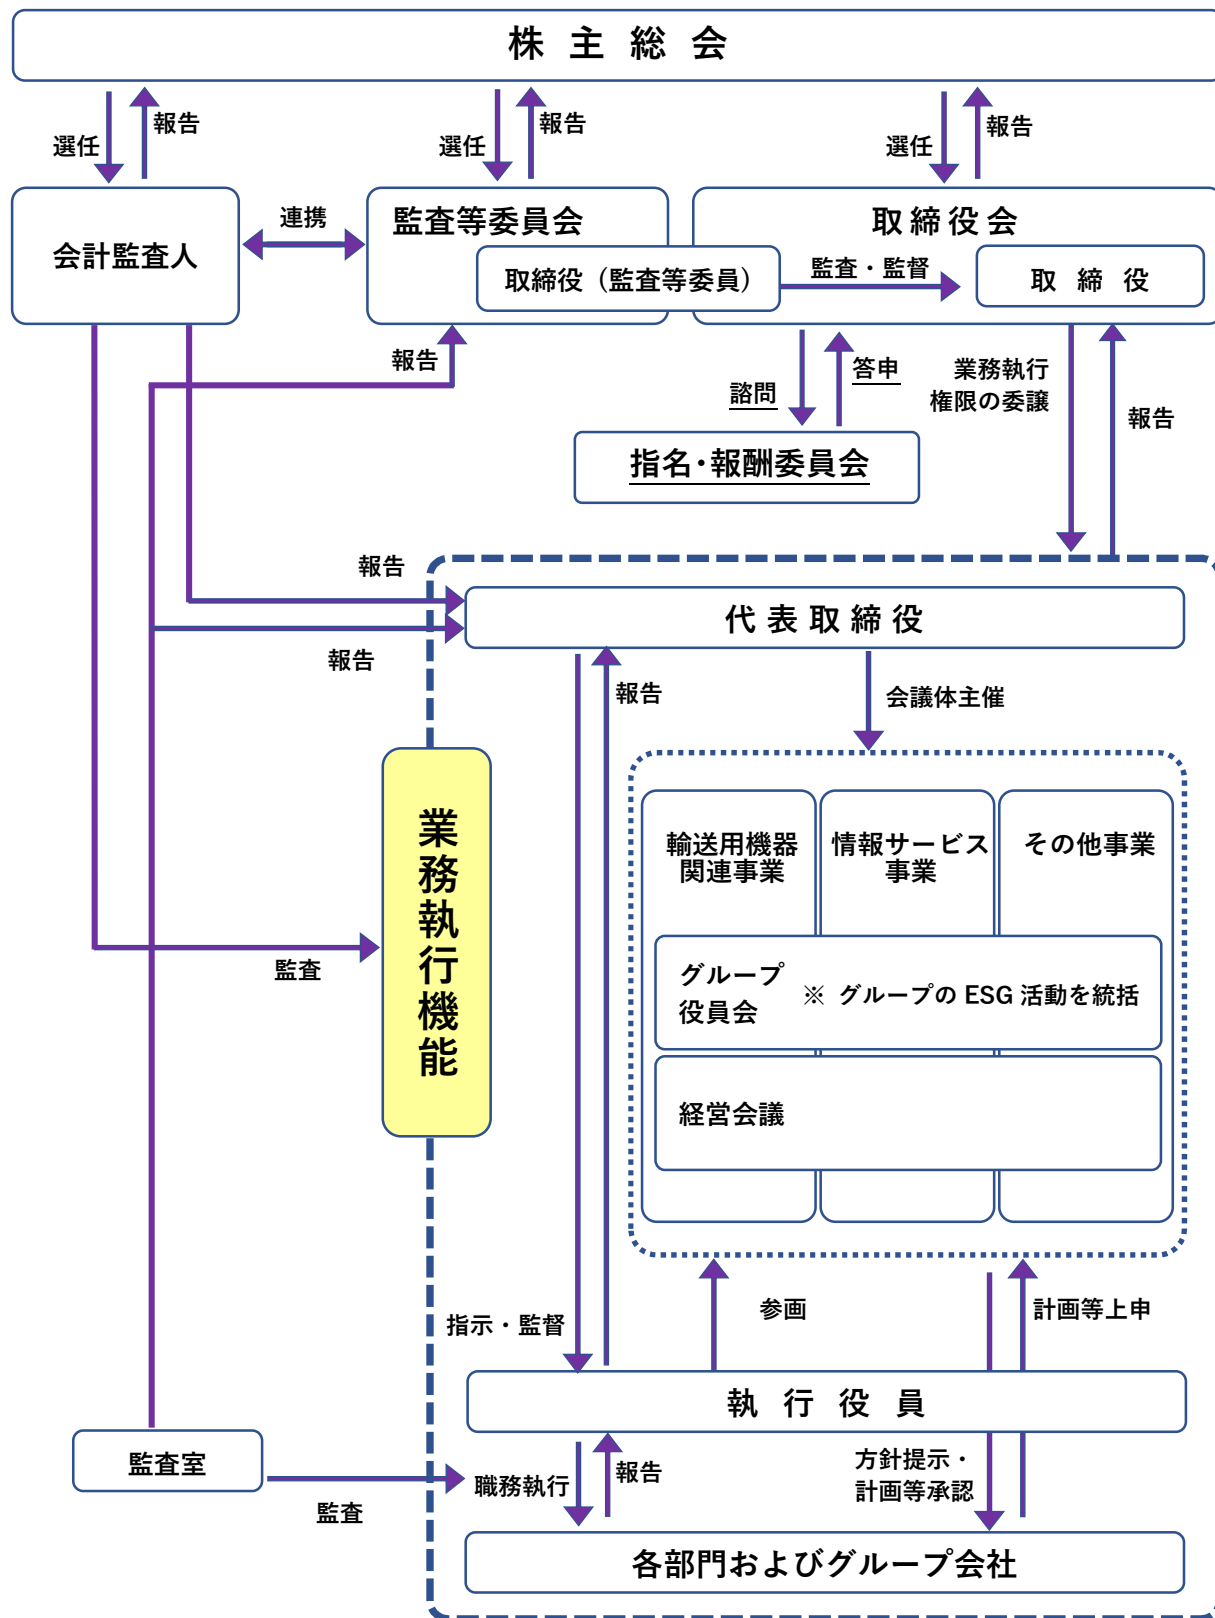 株主総会
選任
報告
選任
報告
選任
報告
会計監査人
連携
監査等委員会
取締役（監査等委員）
取締役会
監査・監督
取締役
報告
諮問
答申
業務執行
権限の委譲
報告
指名･報酬委員会
報告
代表取締役
報告
報告
会議体主催
業務執行機能
輸送用機器
関連事業
情報サービス
事業
その他事業
監査
グループ
役員会
※ グループの ESG 活動を統括
経営会議
指示・監督
参画
計画等上申
執行役員
監査室
監査
職務執行
報告
方針提示・
計画等承認
各部門およびグループ会社